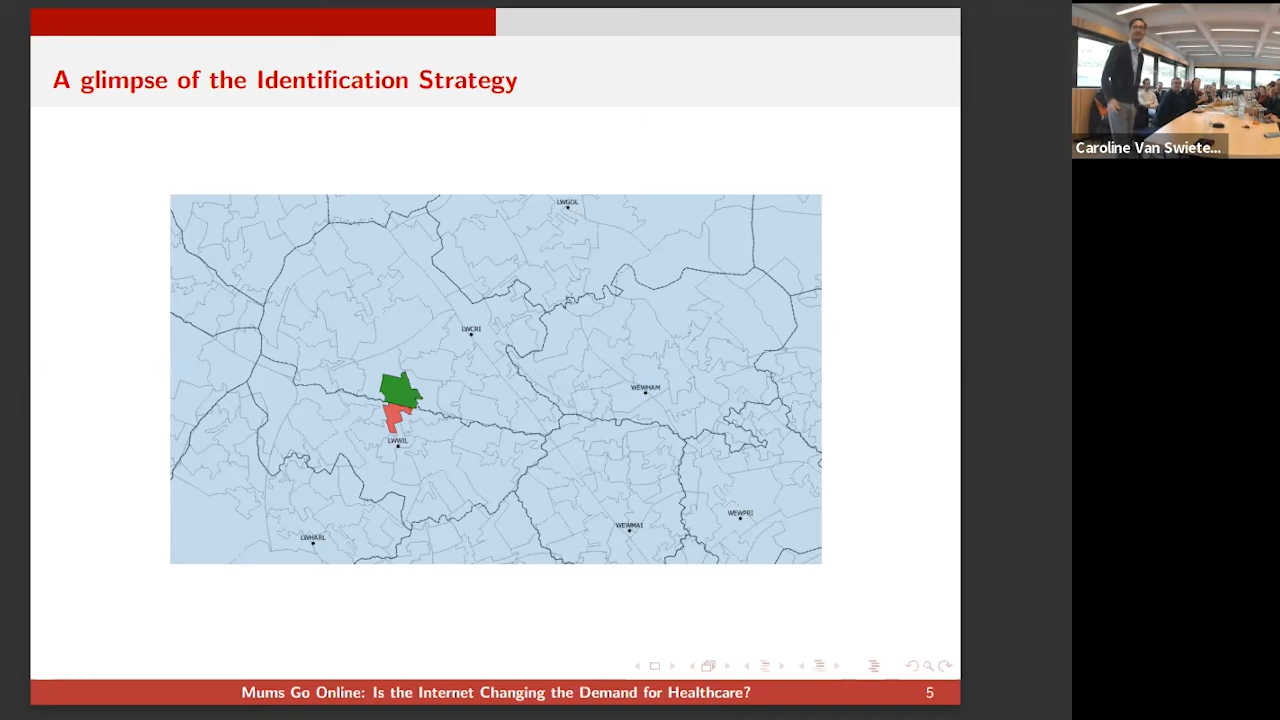 A glimpse of the Identification Strategy
Caroline Van Swiete...
LWGOL
LWCRI
WEWHAM
LWWIL
WEWPRI
WEWMAI
LWHARL
Mums Go Online: Is the Internet Changing the Demand for Healthcare?
5